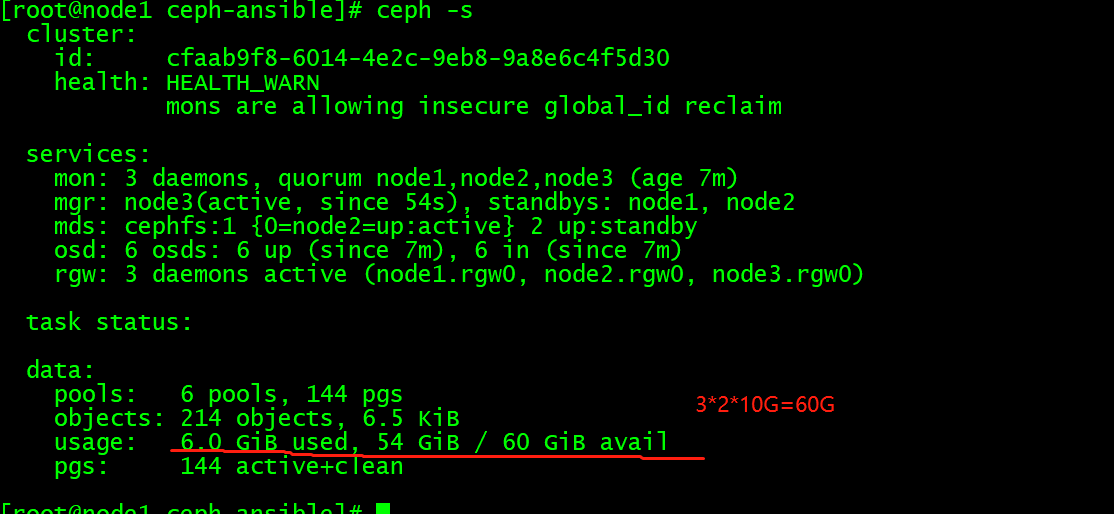 [root@node1 ceph-ansible]# ceph -s
cluster:
id: cfaab9f8-6014-4e2c-9eb8-9a8e6c4f5d30
health: HEALTH_WARN
mons are allowing insecure global_id reclaim
services:
mon: 3 daemons, quorum node1,node2,node3 (age 7m)
mgr: node3(active, since 54s), standbys: node1, node2
mds: cephfs:1 {0=node2=up:active} 2 up:standby
osd: 6 osds: 6 up (since 7m), 6 in (since 7m)
rgw: 3 daemons active (node1.rgw0, node2.rgw0, node3.rgw0)
task status:
data:
pools: 6 pools, 144 pgs
objects: 214 objects, 6.5 KiB
usage: 6.0 GiB used, 54 GiB / 60 GiB avail
3*2*10G=60G
pgs: 144 active+clean
[root@node1 ceph-ansible]#